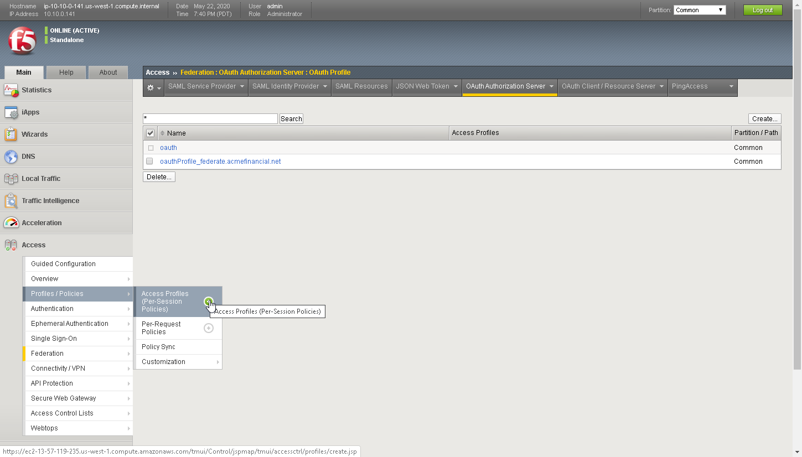 Hostname ip-10-10-0-141.us-west-1.compute.internal Date May 22, 2020 User admin
IP Address 10.10.0.141 Time 7:40 PM (PDT) Role Administrator
Partition: Common Log out
f5
ONLINE (ACTIVE)
Standalone
Main Help About
Access ›› Federation : OAuth Authorization Server : OAuth Profile
SAML Service Provider SAML Identity Provider SAML Resources JSON Web Token OAuth Authorization Server OAuth Client / Resource Server PingAccess
Statistics
iApps
Wizards
DNS
Local Traffic
Traffic Intelligence
Acceleration
Access
Guided Configuration
Overview
Profiles / Policies
Authentication
Ephemeral Authentication
Single Sign-On
Federation
Connectivity / VPN
API Protection
Secure Web Gateway
Access Control Lists
Webtops
Access Profiles
(Per-Session
Policies)
Per-Request
Policies
Policy Sync
Customization
Access Profiles (Per-Session Policies)
* Search Create...
Name Access Profiles Partition / Path
oauth Common
oauthProfile_federate.acmefinancial.net Common
Delete...
https://ec2-13-57-119-235.us-west-1.compute.amazonaws.com/tmui/Control/jspmap/tmui/accessctrl/profiles/create.jsp